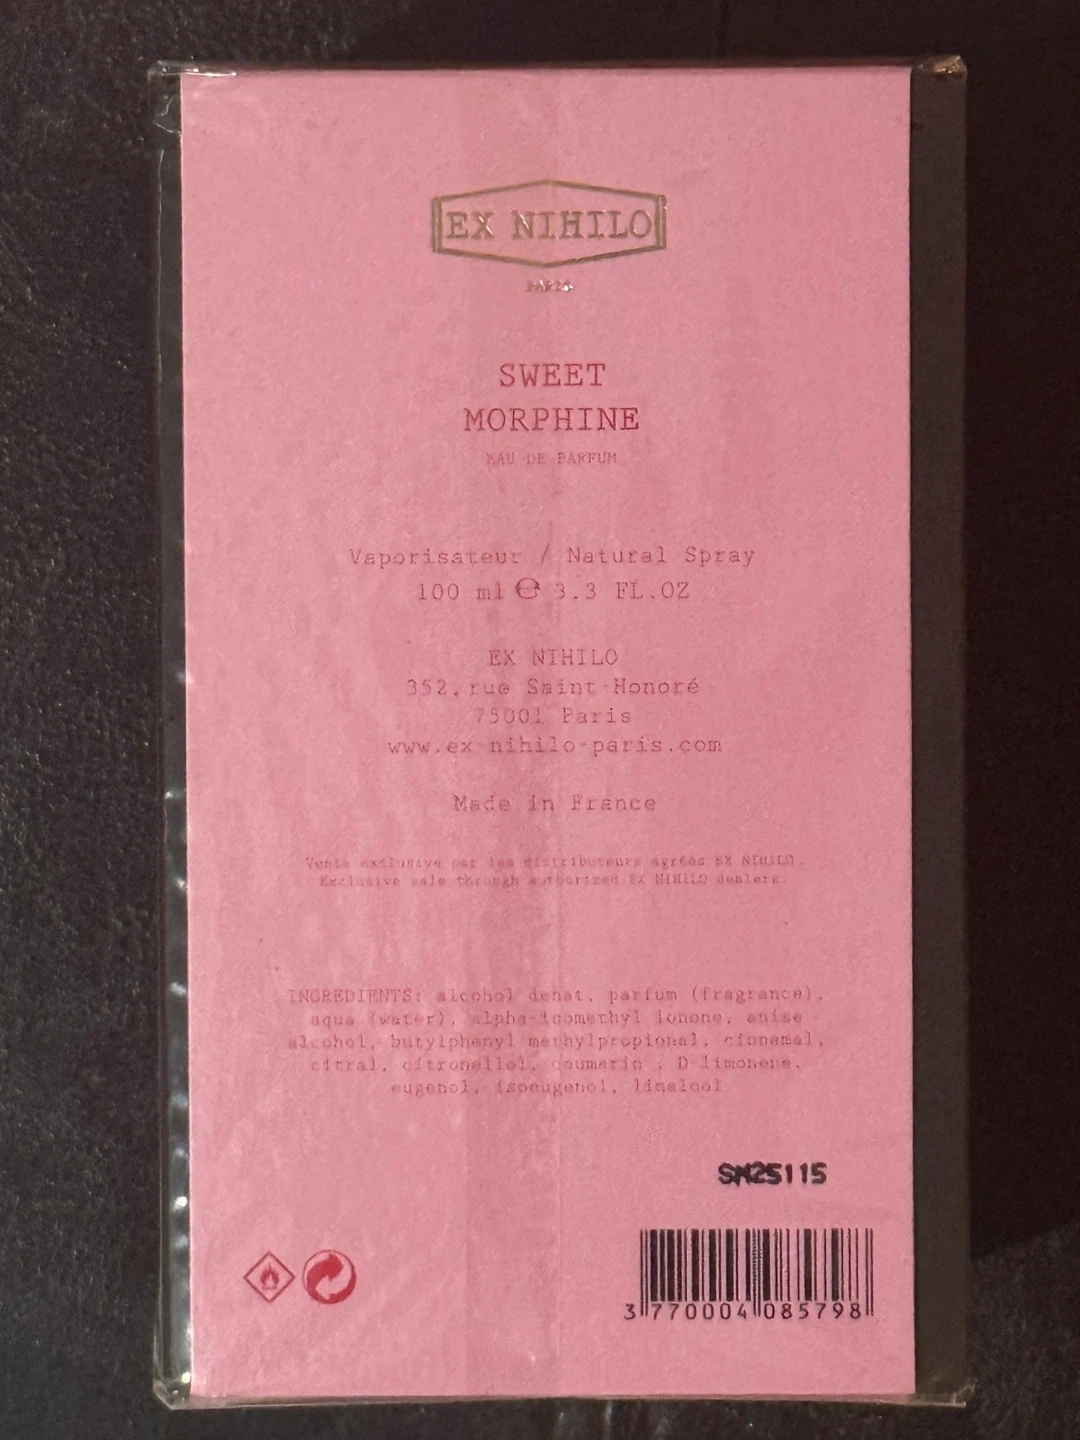 EX NIHILO
PARIS
SWEET
MORPHINE
EAU DE PARFUM
Vaporisateur / Natural Spray
100 ml ℮ 3.3 FL.OZ
EX NIHILO
352, rue Saint-Honoré
75001 Paris
www.ex-nihilo-paris.com
Made in France
Vente exclusive par les distributeurs agréés EX NIHILO.
Exclusive sale through authorized EX NIHILO dealers.
INGREDIENTS: alcohol denat. parfum (fragrance),
aqua (water), alpha-isomethyl ionone, anise
alcohol, butylphenyl methylpropional, cinnamal,
citral, citronellol, coumarin , D-limonene,
eugenol, isoeugenol, linalool
SM25115
3 770004 085798